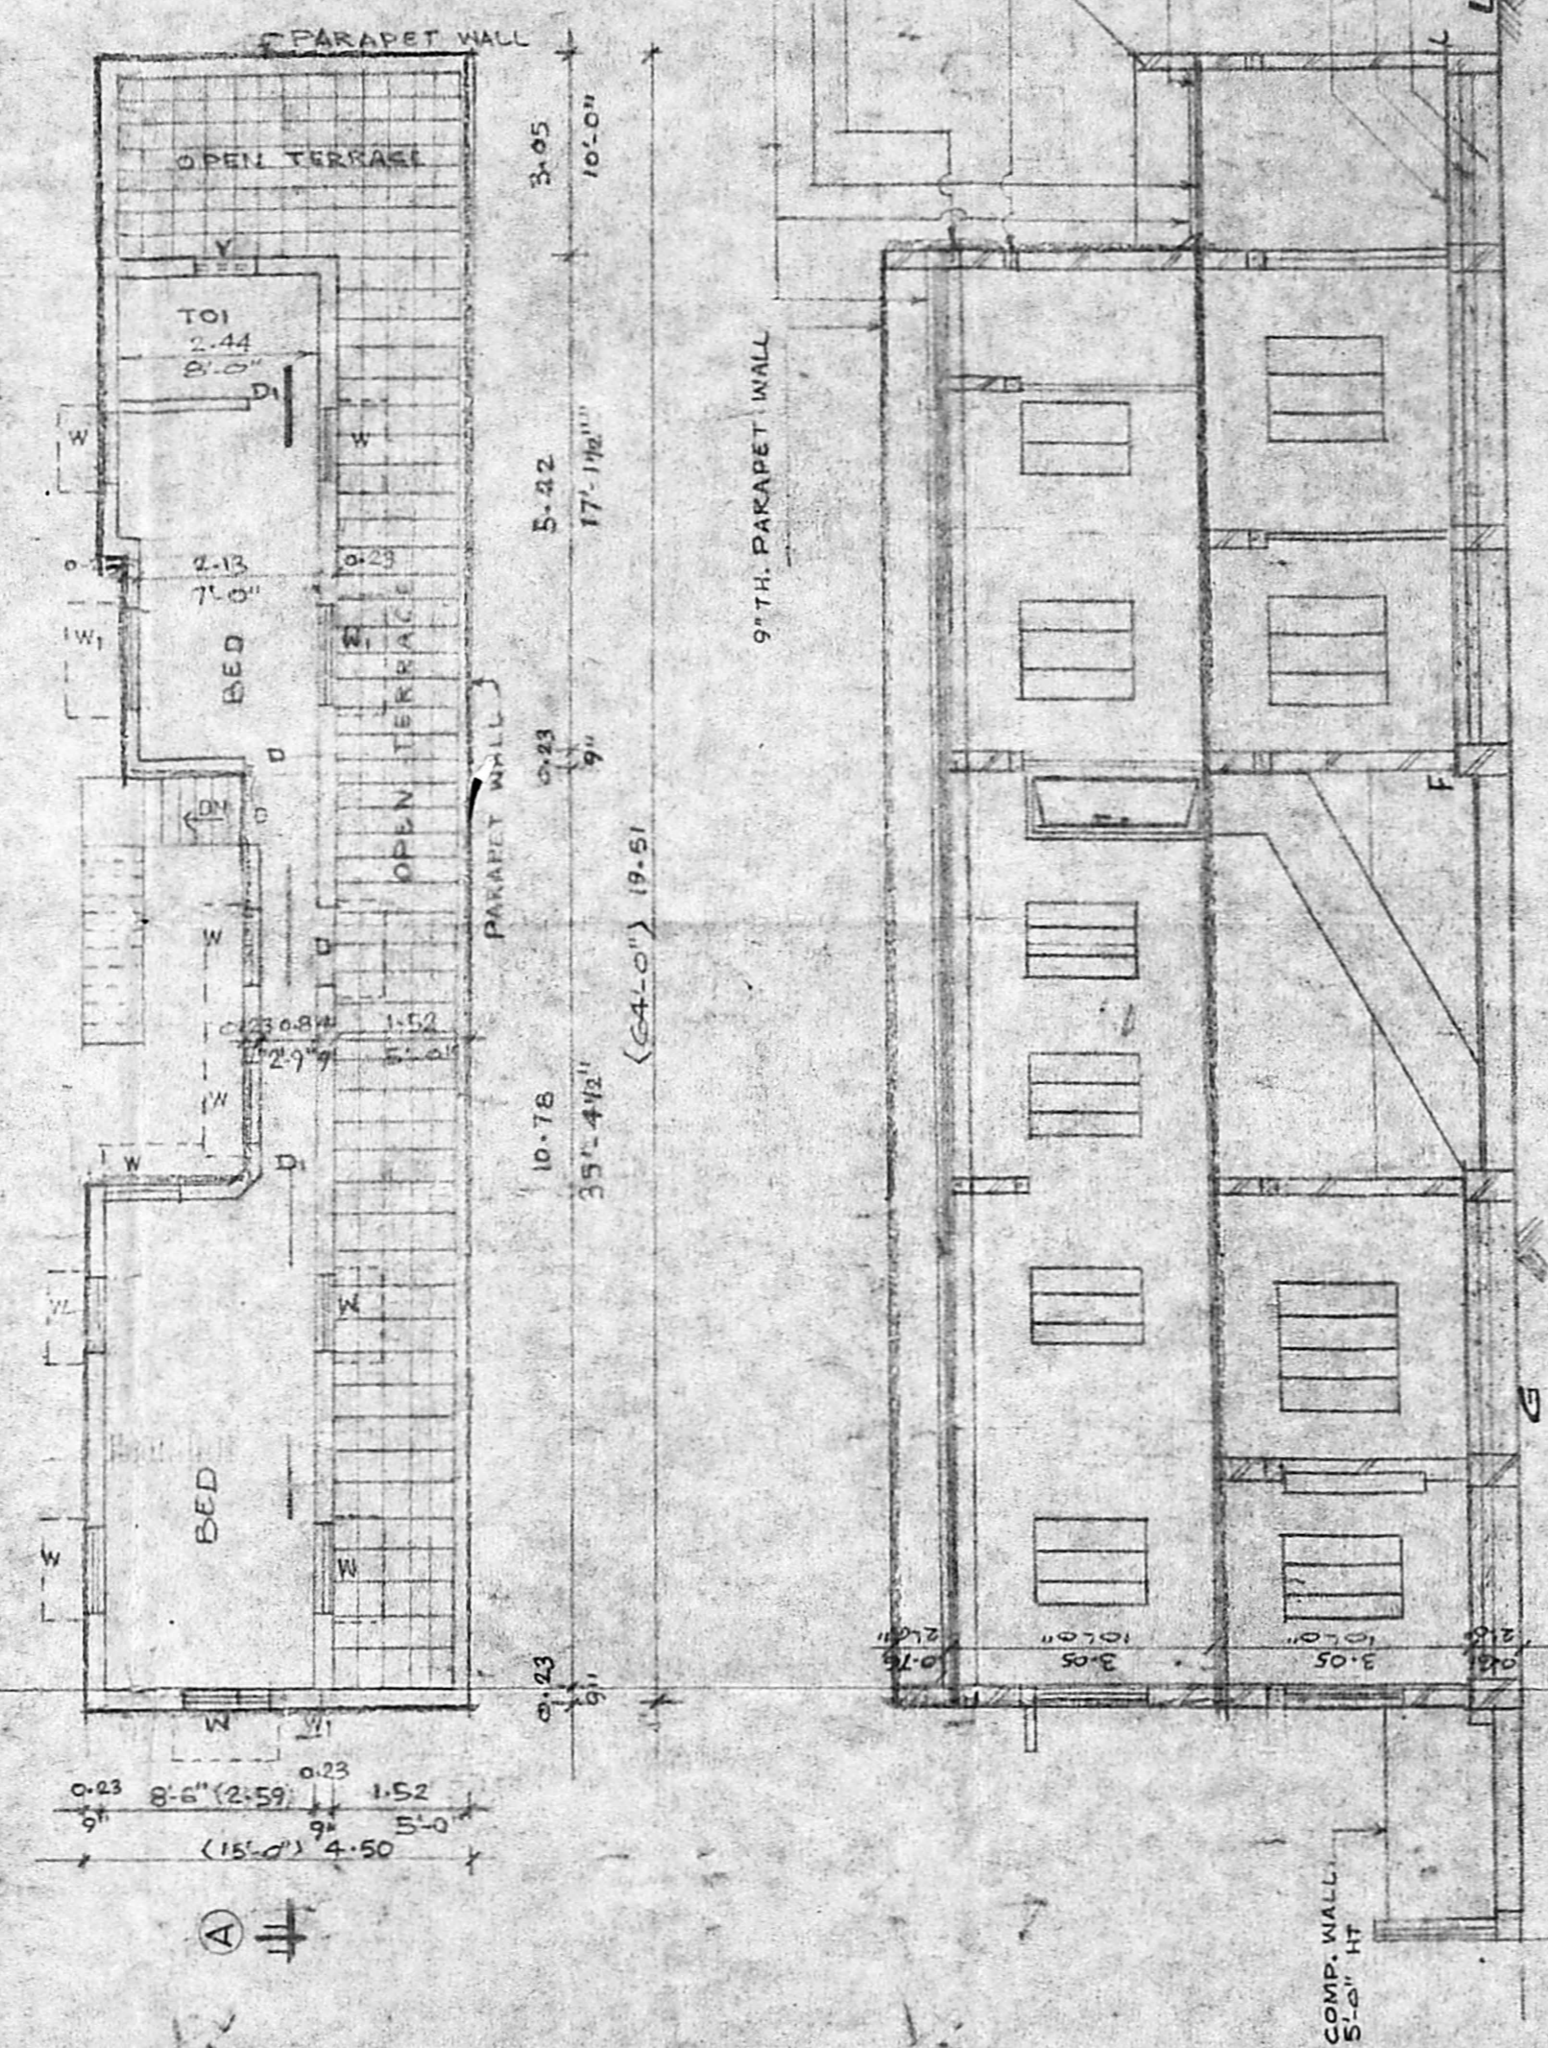 PARAPET WALL
OPEN TERRACE
3.05
10'-0"
V
TOI
2.44
8'-0"
D1
W
W
5.22
17'-1½"
9" TH. PARAPET WALL
2.13
7'-0"
0.23
W1
BED
W1
OPEN TERRACE
PARAPET WALL
D
0.23
9"
DN
D
F
W
D
(64'-0") 19.51
0.23
0.84
1.52
2'-9"
9"
5'-0"
W
W
D1
10.78
35'-4½"
W
W
G
BED
W
W
0.23
9"
0.76
2'-6"
3.05
10'-0"
3.05
10'-0"
W
W1
0.23
8'-6" (2.59)
0.23
1.52
9"
9"
5'-0"
(15'-0") 4.50
A
COMP. WALL
5'-0" HT